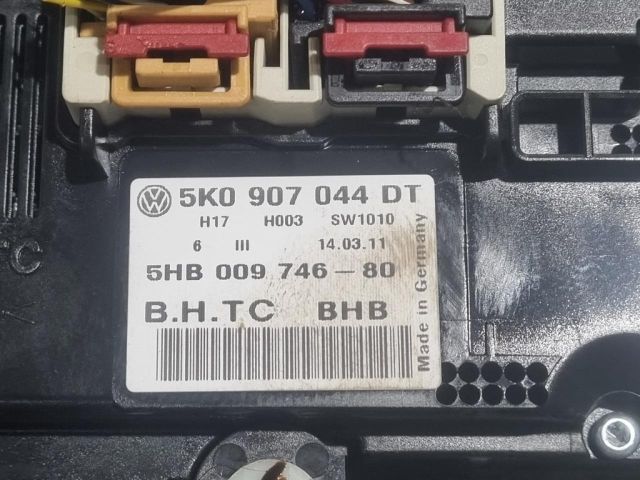 5K0 907 044 DT
H17 H003 SW1010
6 III 14.03.11
5HB 009 746-80
B.H.TC BHB
Made in Germany
TC